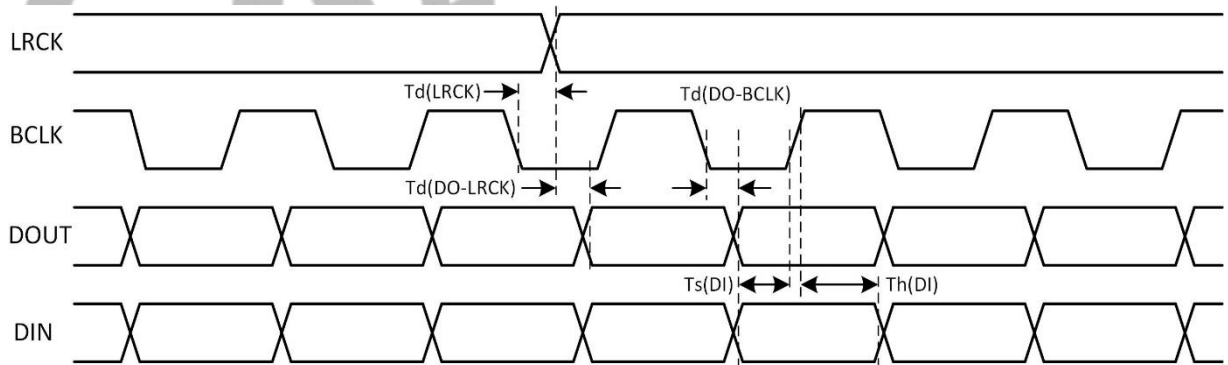 LRCK
Td(LRCK)
Td(DO-BCLK)
BCLK
Td(DO-LRCK)
DOUT
Ts(DI)
Th(DI)
DIN